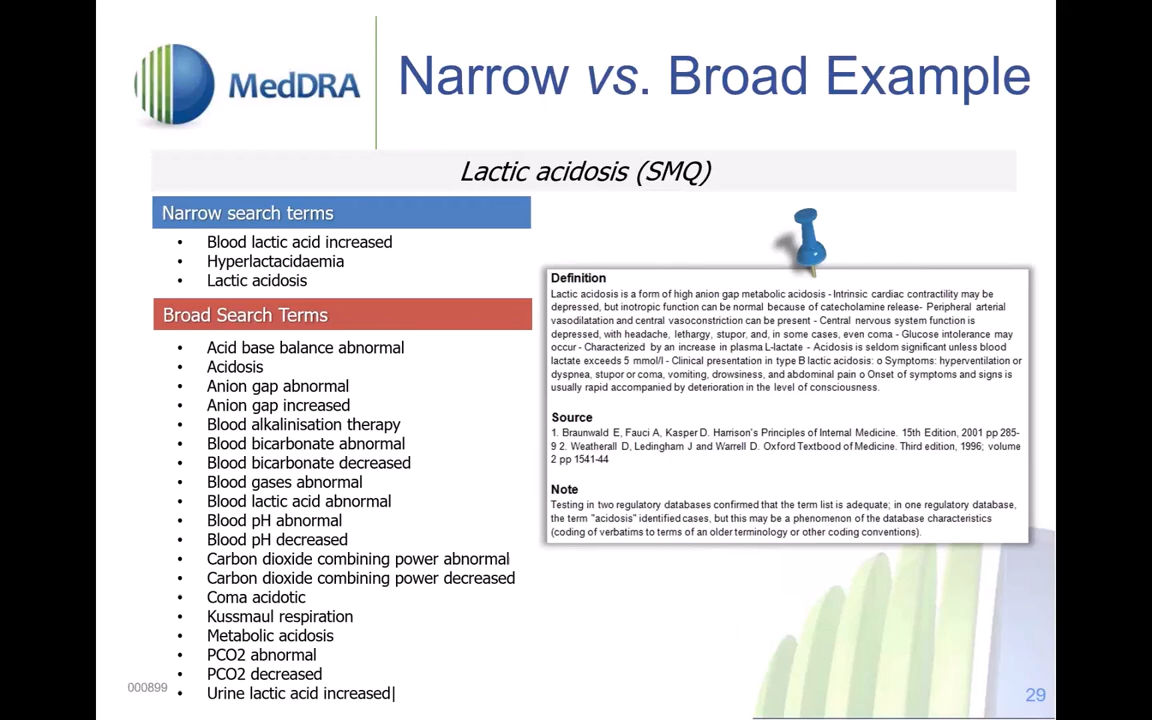 MedDRA
Narrow vs. Broad Example
Lactic acidosis (SMQ)
Narrow search terms
• Blood lactic acid increased
• Hyperlactacidaemia
• Lactic acidosis
Broad Search Terms
• Acid base balance abnormal
• Acidosis
• Anion gap abnormal
• Anion gap increased
• Blood alkalinisation therapy
• Blood bicarbonate abnormal
• Blood bicarbonate decreased
• Blood gases abnormal
• Blood lactic acid abnormal
• Blood pH abnormal
• Blood pH decreased
• Carbon dioxide combining power abnormal
• Carbon dioxide combining power decreased
• Coma acidotic
• Kussmaul respiration
• Metabolic acidosis
• PCO2 abnormal
• PCO2 decreased
• Urine lactic acid increased
Definition
Lactic acidosis is a form of high anion gap metabolic acidosis - Intrinsic cardiac contractility may be
depressed, but inotropic function can be normal because of catecholamine release- Peripheral arterial
vasodilatation and central vasoconstriction can be present - Central nervous system function is
depressed, with headache, lethargy, stupor, and, in some cases, even coma - Glucose intolerance may
occur - Characterized by an increase in plasma L-lactate - Acidosis is seldom significant unless blood
lactate exceeds 5 mmol/l - Clinical presentation in type B lactic acidosis: o Symptoms: hyperventilation or
dyspnea, stupor or coma, vomiting, drowsiness, and abdominal pain o Onset of symptoms and signs is
usually rapid accompanied by deterioration in the level of consciousness.
Source
1. Braunwald E, Fauci A, Kasper D. Harrison's Principles of Internal Medicine. 15th Edition, 2001 pp 285-
9 2. Weatherall D, Ledingham J and Warrell D. Oxford Textbood of Medicine. Third edition, 1996; volume
2 pp 1541-44
Note
Testing in two regulatory databases confirmed that the term list is adequate; in one regulatory database,
the term "acidosis" identified cases, but this may be a phenomenon of the database characteristics
(coding of verbatims to terms of an older terminology or other coding conventions).
000899
29